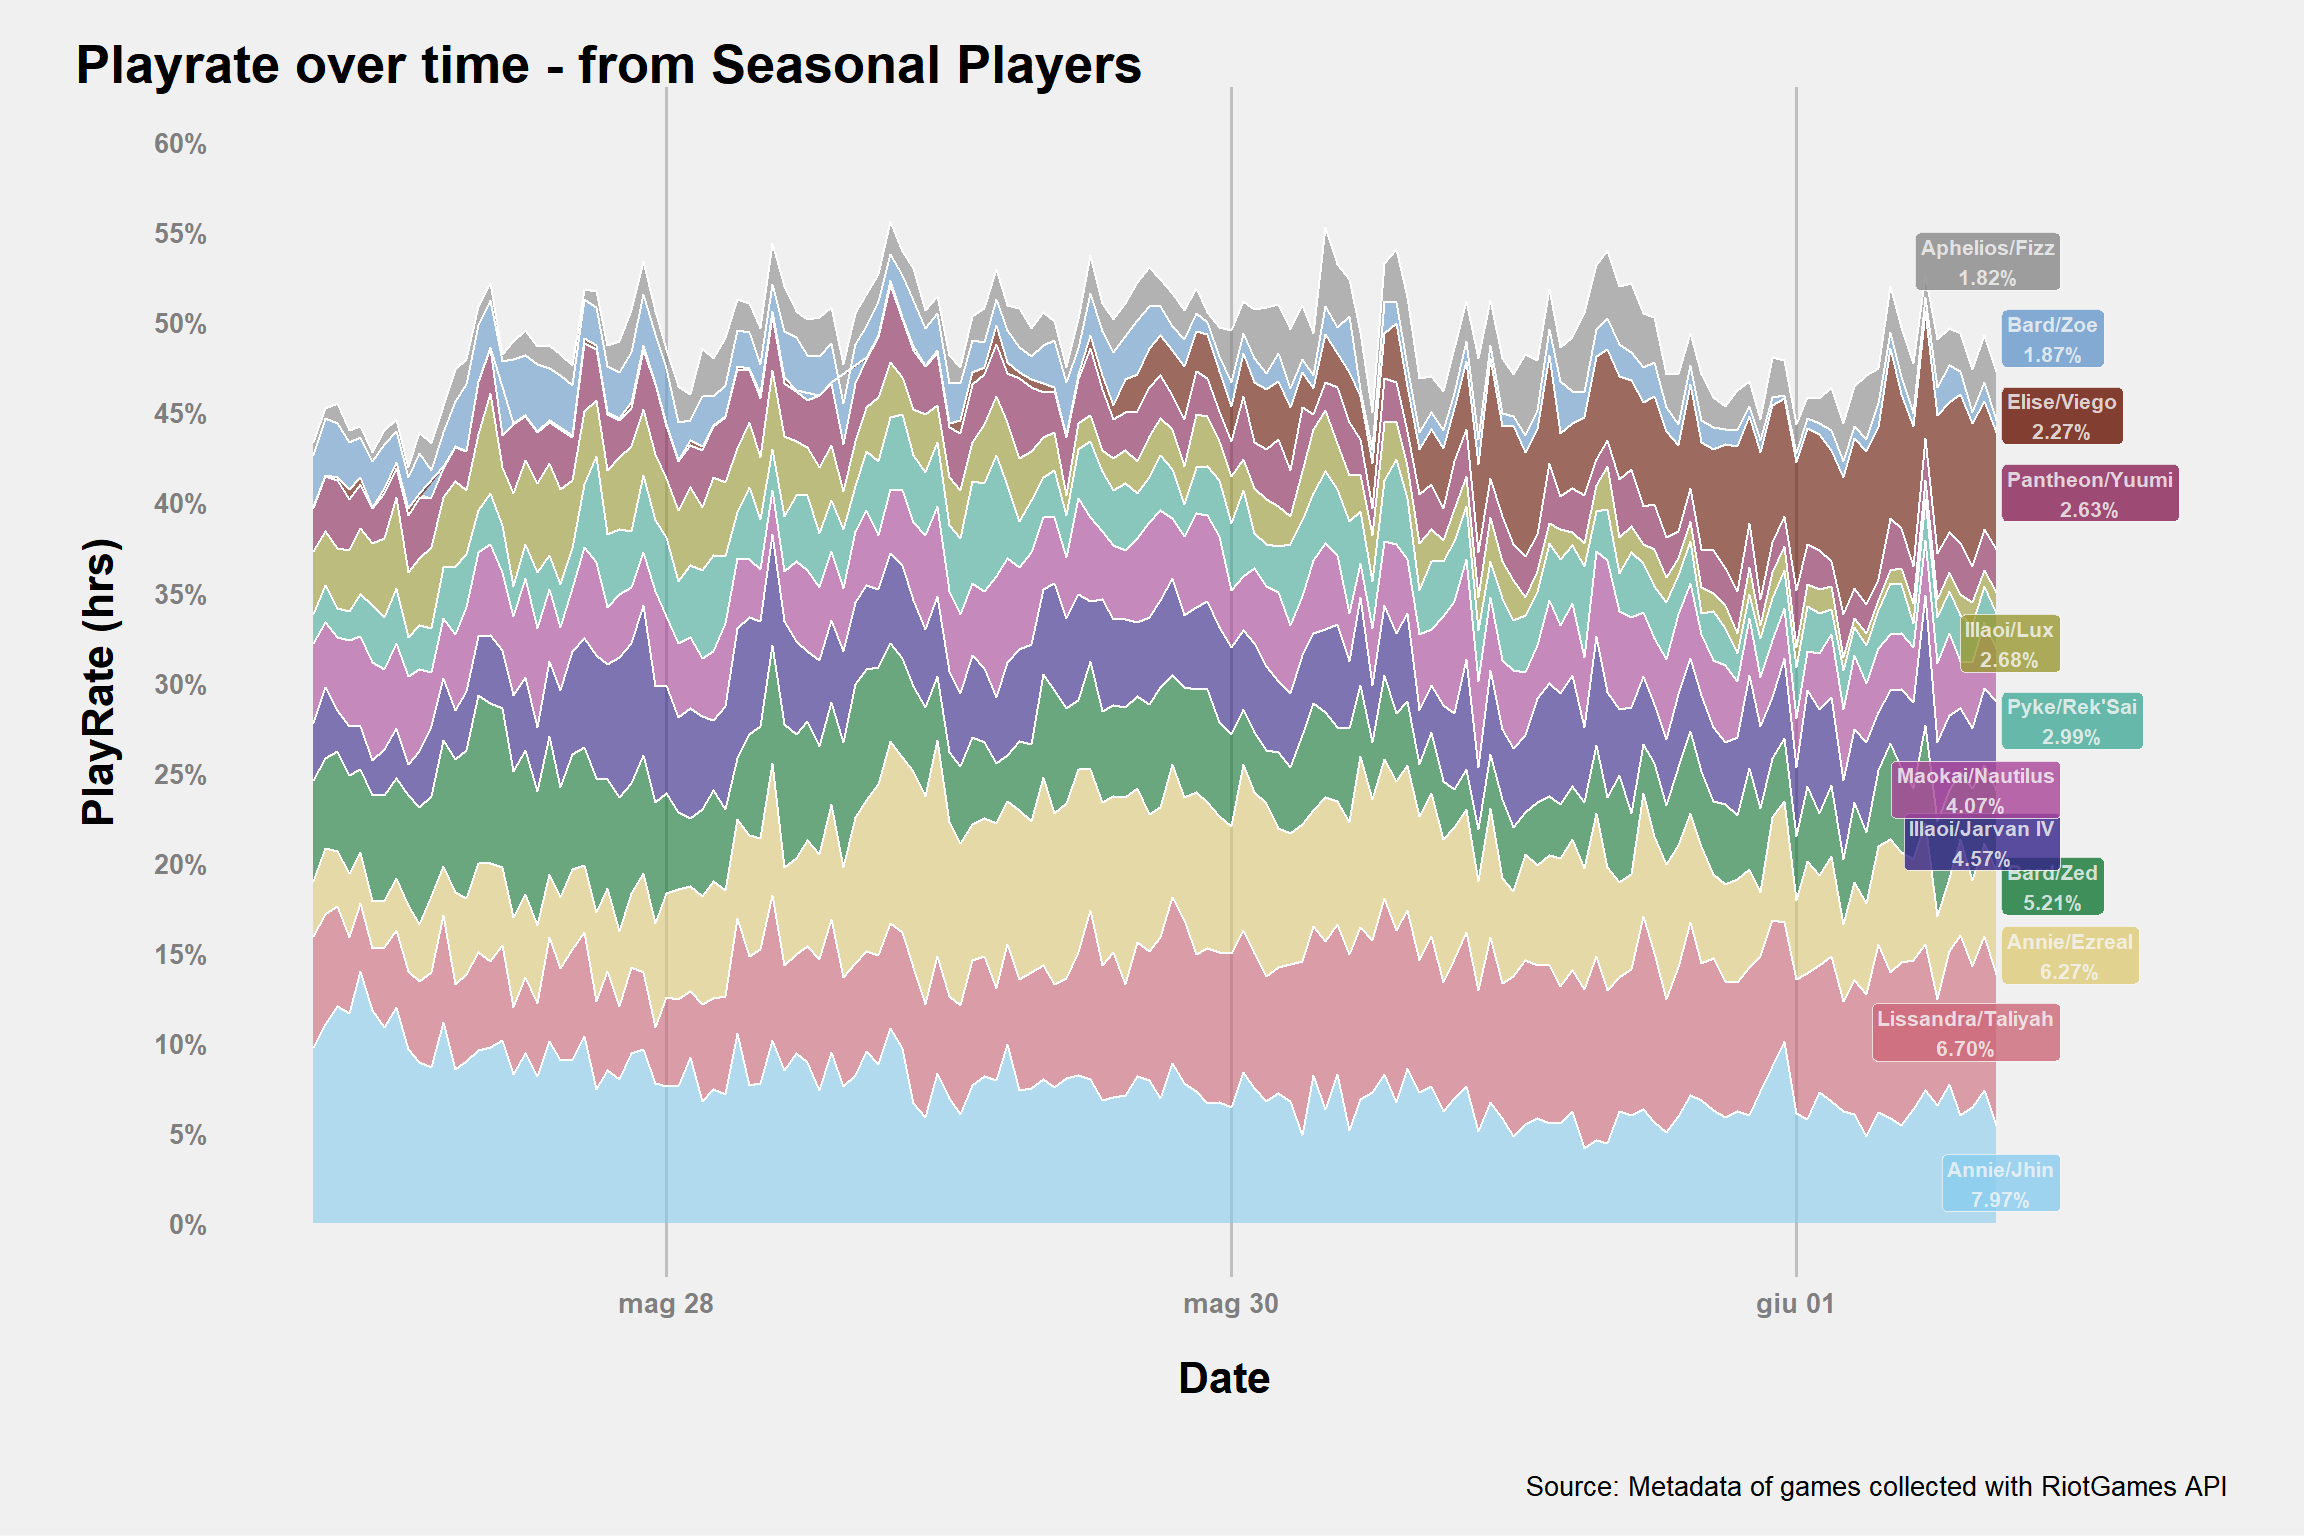 Playrate over time - from Seasonal Players
PlayRate (hrs)
60%
55%
50%
45%
40%
35%
30%
25%
20%
15%
10%
5%
0%
Aphelios/Fizz
1.82%
Bard/Zoe
1.87%
Elise/Viego
2.27%
Pantheon/Yuumi
2.63%
Illaoi/Lux
2.68%
Pyke/Rek'Sai
2.99%
Maokai/Nautilus
4.07%
Illaoi/Jarvan IV
4.57%
Bard/Zed
5.21%
Annie/Ezreal
6.27%
Lissandra/Taliyah
6.70%
Annie/Jhin
7.97%
mag 28
mag 30
giu 01
Date
Source: Metadata of games collected with RiotGames API